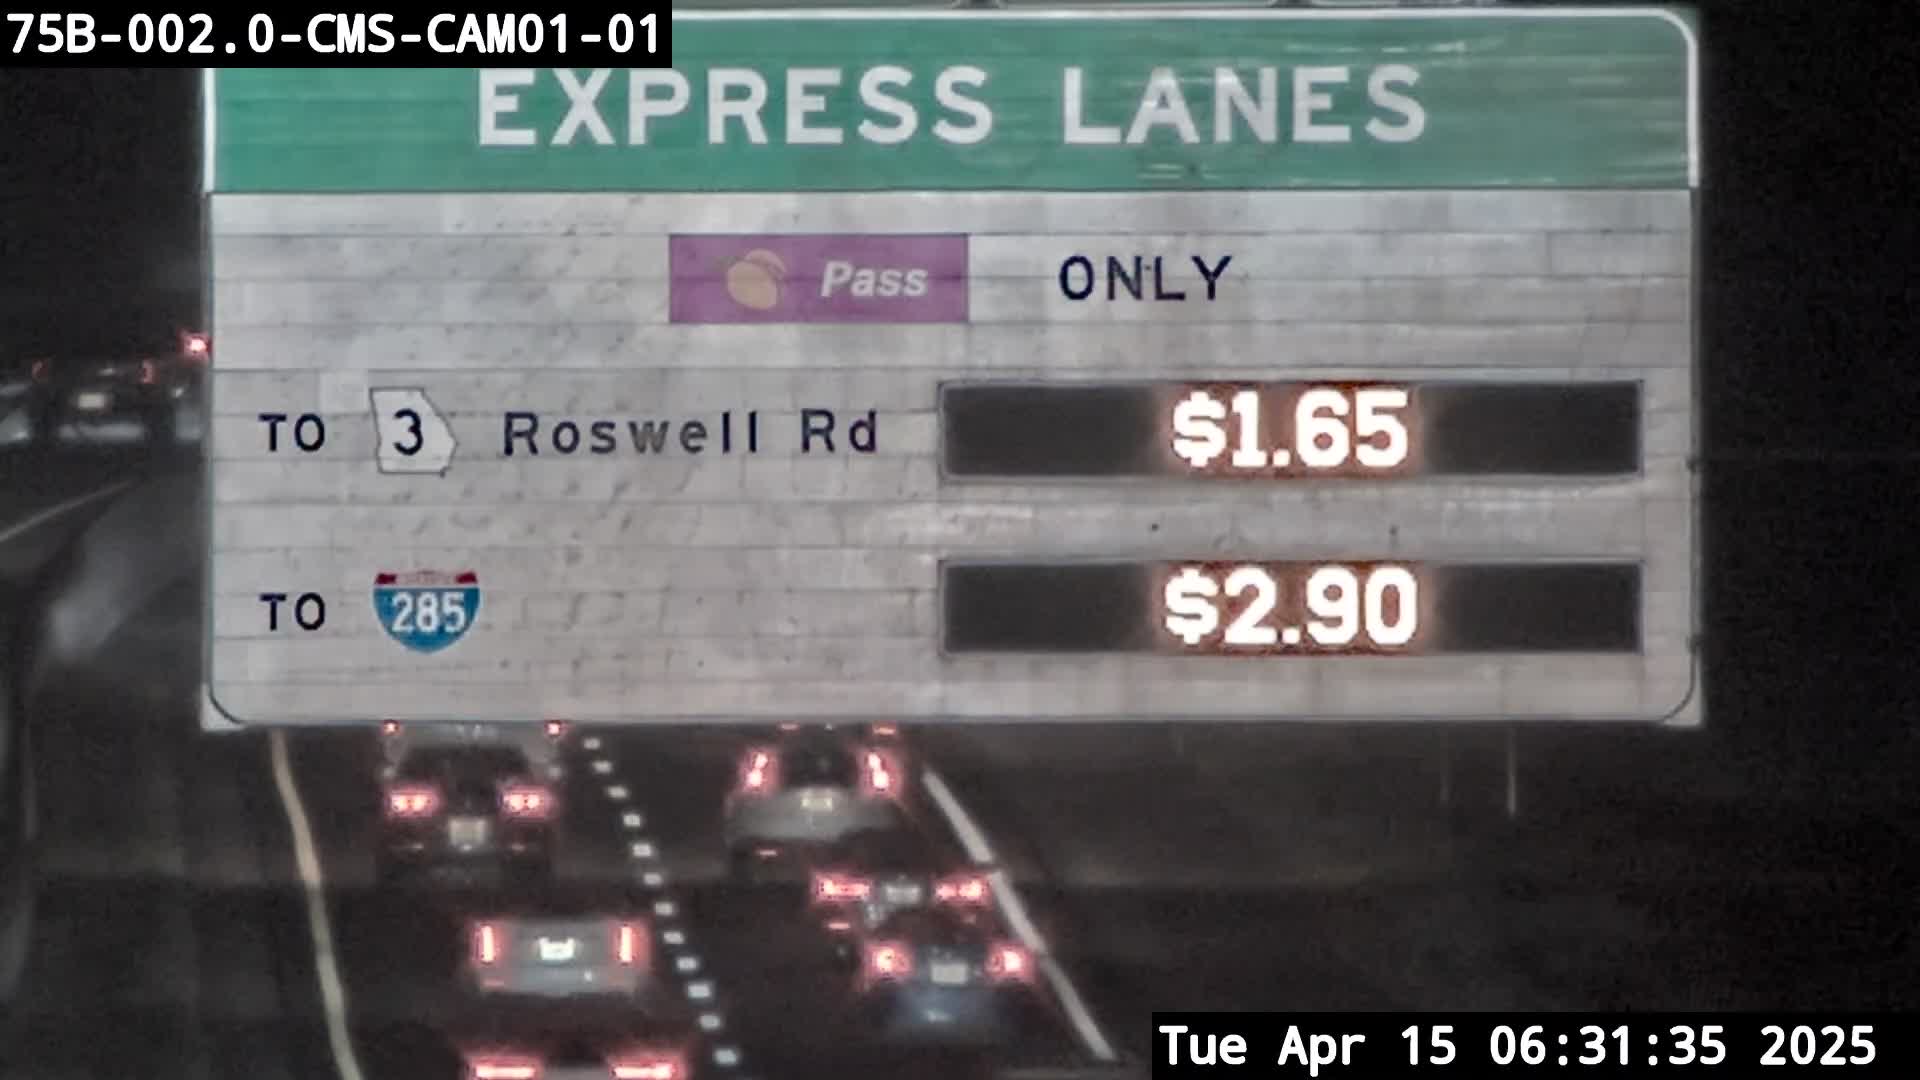 75B-002.0-CMS-CAM01-01
EXPRESS LANES
Pass ONLY
TO 3 Roswell Rd $1.65
TO 285 $2.90
Tue Apr 15 06:31:35 2025